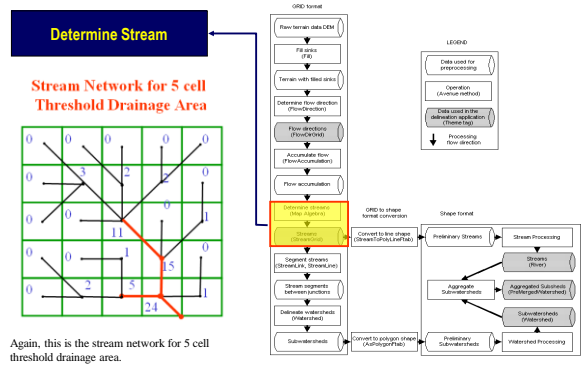 Determine Stream
Stream Network for 5 cell
Threshold Drainage Area
0 0 0 0 0
0 3 2 2 0
0 0 11 0 1
0 0 1 15 0
0 2 5 24 1
Again, this is the stream network for 5 cell
threshold drainage area.
GRID format
Raw terrain data DEM
Fill sinks
(Fill)
Terrain with filled sinks
Determine flow direction
(FlowDirection)
Flow directions
(FlowDirGrid)
Accumulate flow
(FlowAccumulation)
Flow accumulation
Determine streams
(Map Algebra)
Streams
(StreamGrid)
Segment streams
(StreamLink, StreamLine)
Stream segments
between junctions
Delineate watersheds
(Watershed)
Subwatersheds
GRID to shape
format conversion
Convert to line shape
(StreamToPolyLineFtab)
Convert to polygon shape
(AsPolygonFtab)
Shape format
Preliminary Streams
Stream Processing
Streams
(River)
Aggregate
Subwatersheds
Aggregated Subsheds
(PreMergedWatershed)
Subwatersheds
(Watershed)
Preliminary
Subwatersheds
Watershed Processing
LEGEND
Data used for
preprocessing
Operation
(Avenue method)
Data used in the
delineation application
(Theme tag)
Processing
flow direction